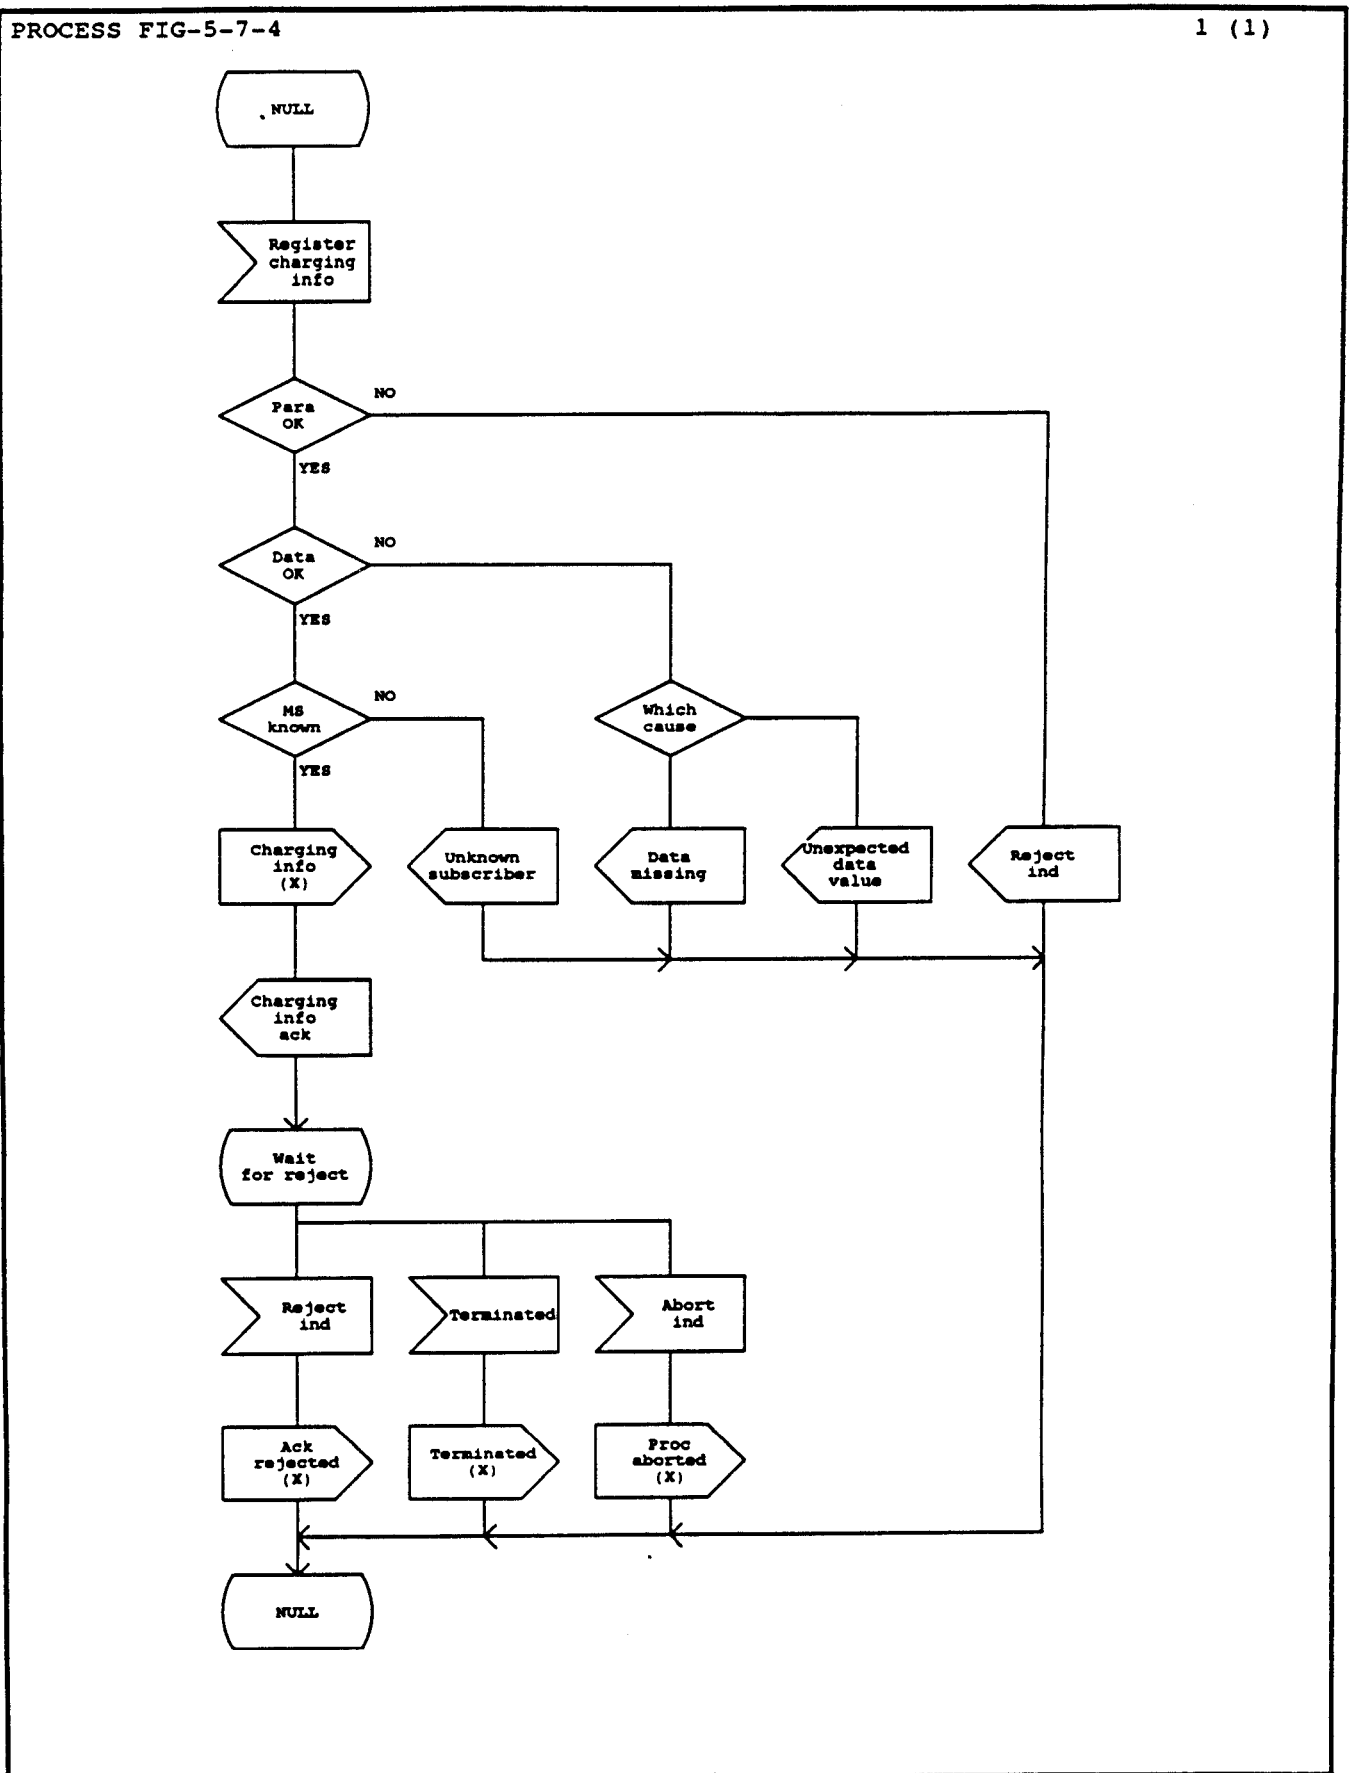 PROCESS FIG-5-7-4 1 (1)
NULL
Register
charging
info
NO
Para
OK
YES
NO
Data
OK
YES
NO
MS
known
YES
Which
cause
Charging
info
(X)
Unknown
subscriber
Data
missing
Unexpected
data
value
Reject
ind
Charging
info
ack
Wait
for reject
Reject
ind
Terminated
Abort
ind
Ack
rejected
(X)
Terminated
(X)
Proc
aborted
(X)
NULL